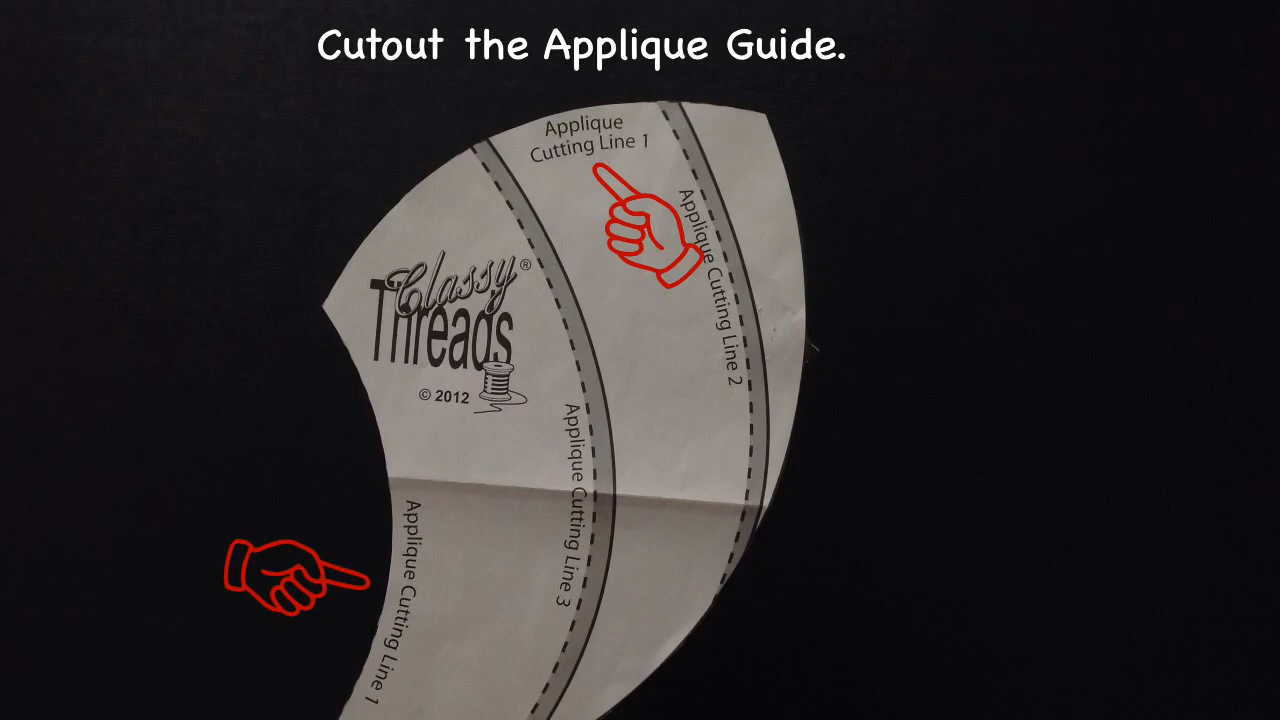 Cutout the Applique Guide.
Applique
Cutting Line 1
Applique Cutting Line 2
Classy®
Threads
© 2012
Applique Cutting Line 3
Applique Cutting Line 1